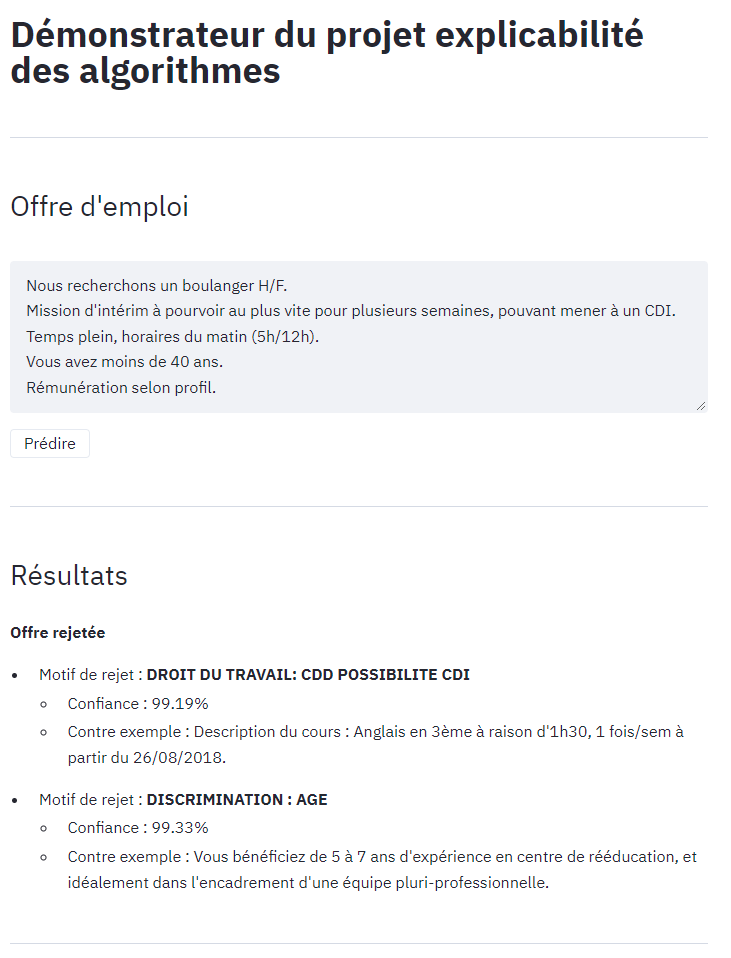 Démonstrateur du projet explicabilité
des algorithmes
Offre d'emploi
Nous recherchons un boulanger H/F.
Mission d'intérim à pourvoir au plus vite pour plusieurs semaines, pouvant mener à un CDI.
Temps plein, horaires du matin (5h/12h).
Vous avez moins de 40 ans.
Rémunération selon profil.
Prédire
Résultats
Offre rejetée
Motif de rejet : DROIT DU TRAVAIL: CDD POSSIBILITE CDI
Confiance : 99.19%
Contre exemple : Description du cours : Anglais en 3ème à raison d'1h30, 1 fois/sem à
partir du 26/08/2018.
Motif de rejet : DISCRIMINATION : AGE
Confiance : 99.33%
Contre exemple : Vous bénéficiez de 5 à 7 ans d'expérience en centre de rééducation, et
idéalement dans l'encadrement d'une équipe pluri-professionnelle.